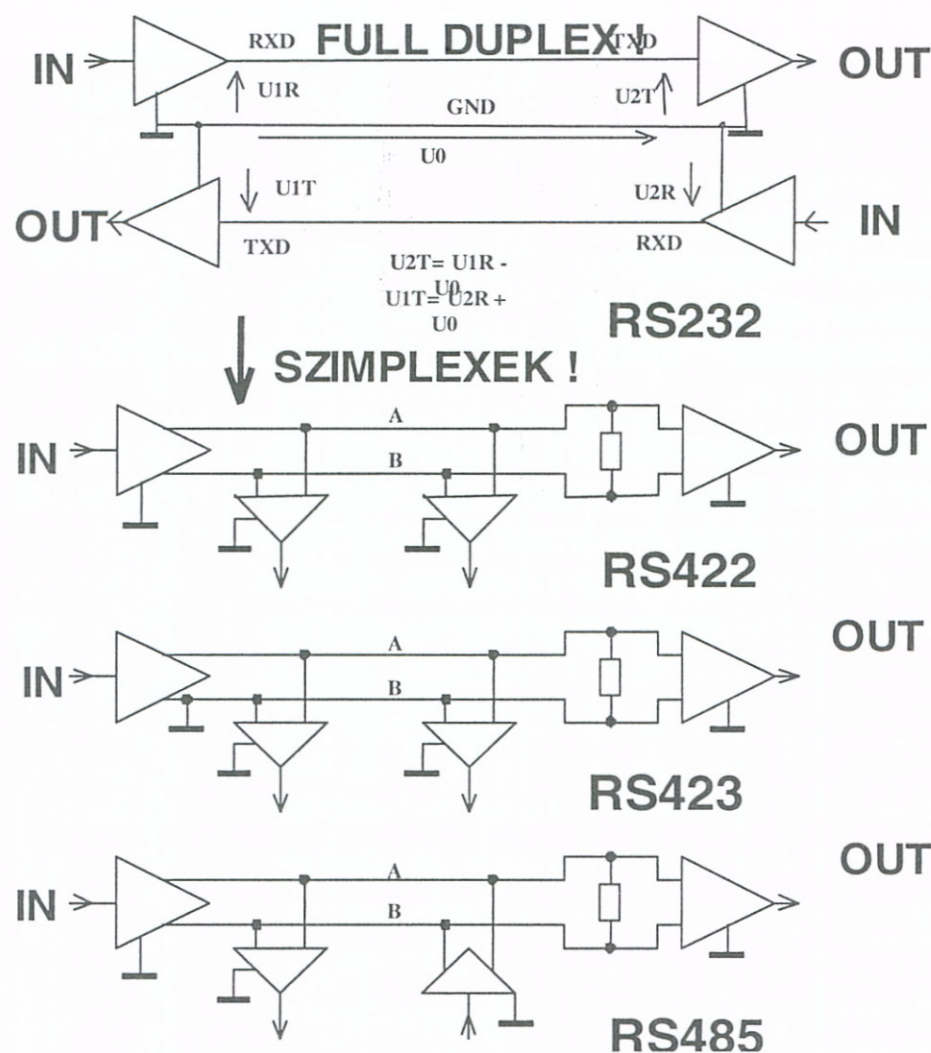 RXD FULL DUPLEX ! TXD
IN OUT
U1R U2T
GND
U0
U1T U2R
OUT IN
TXD RXD
U2T= U1R -
U0
U1T= U2R +
U0
RS232
SZIMPLEXEK !
A
IN OUT
B
RS422
OUT
A
IN
B
RS423
OUT
A
IN
B
RS485